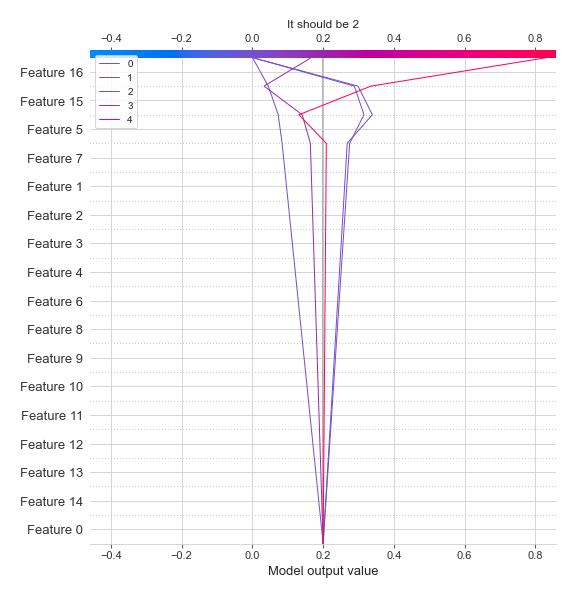 It should be 2
−0.4 −0.2 0.0 0.2 0.4 0.6 0.8
0
1
2
3
4
Feature 16
Feature 15
Feature 5
Feature 7
Feature 1
Feature 2
Feature 3
Feature 4
Feature 6
Feature 8
Feature 9
Feature 10
Feature 11
Feature 12
Feature 13
Feature 14
Feature 0
−0.4 −0.2 0.0 0.2 0.4 0.6 0.8
Model output value